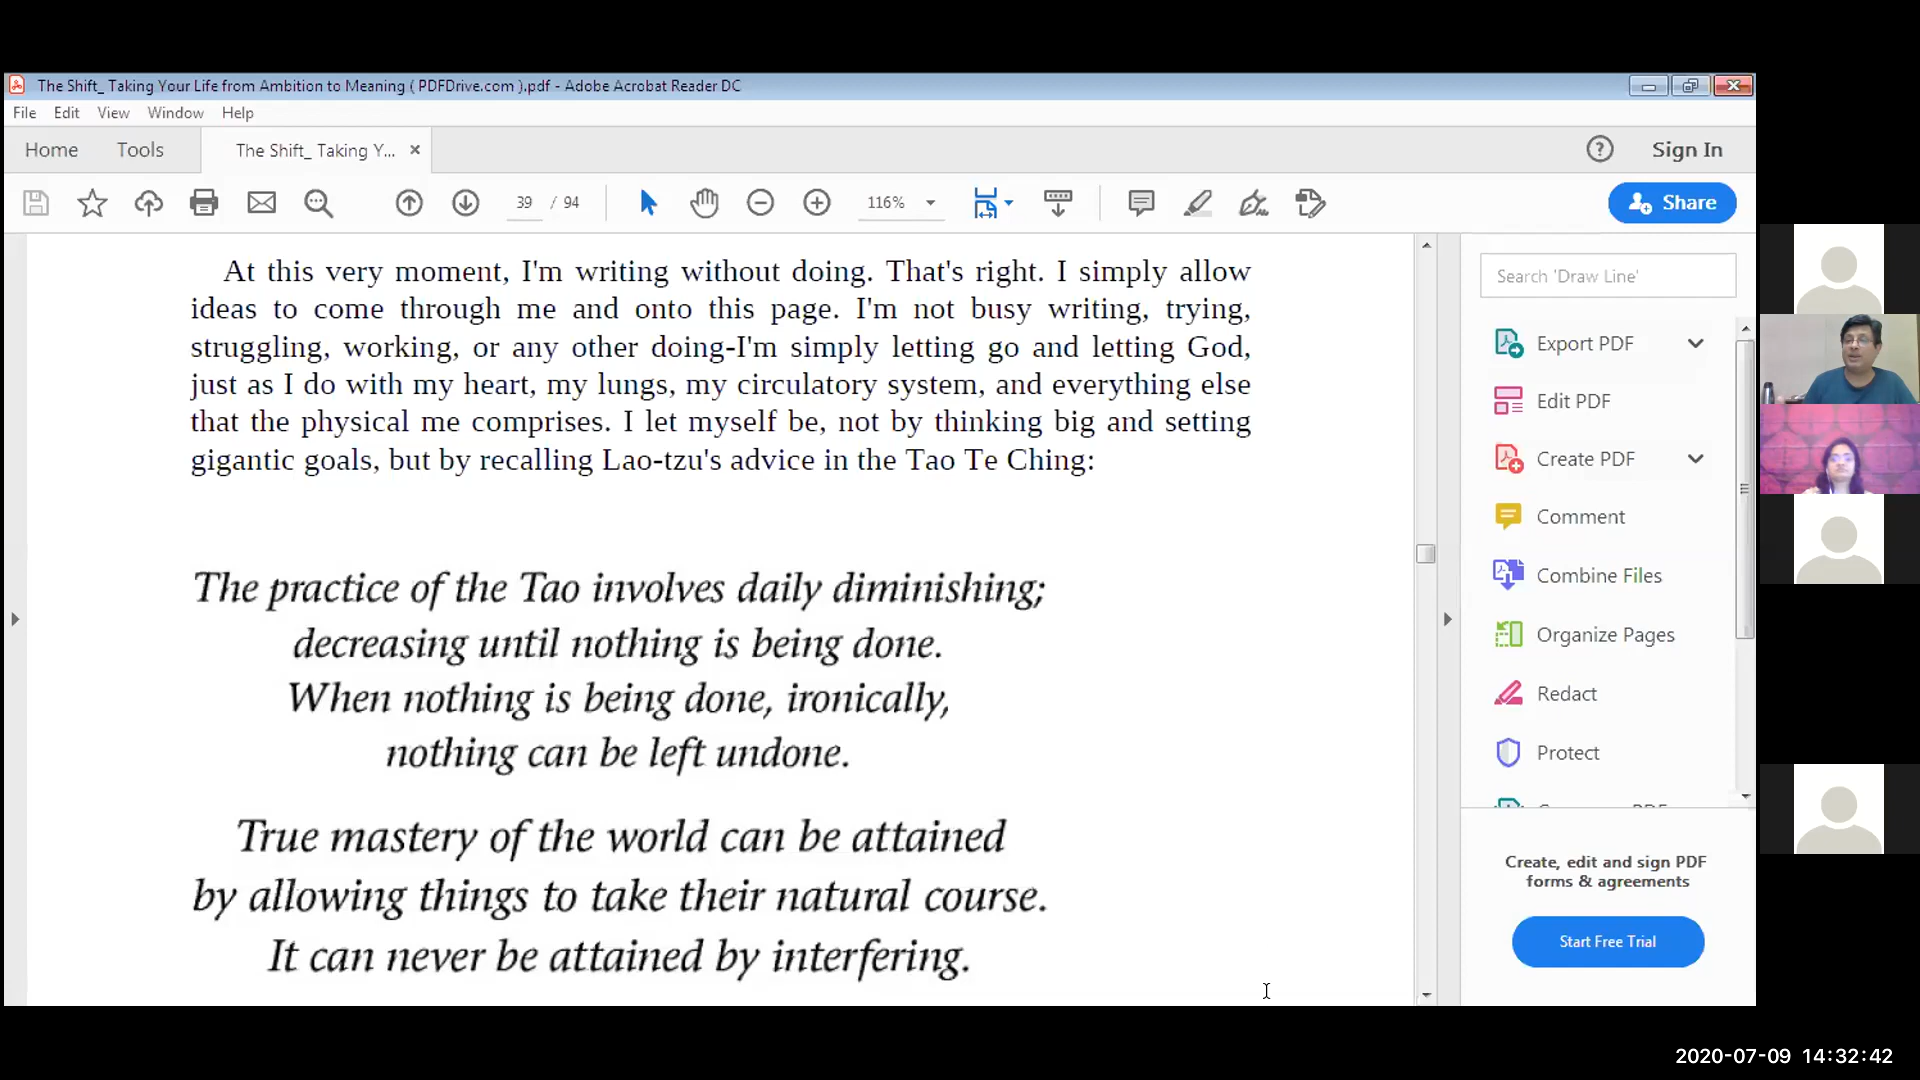 The Shift_ Taking Your Life from Ambition to Meaning ( PDFDrive.com ).pdf - Adobe Acrobat Reader DC
File Edit View Window Help
Home Tools The Shift_ Taking Y... Sign In
39 / 94 116% Share
At this very moment, I'm writing without doing. That's right. I simply allow
ideas to come through me and onto this page. I'm not busy writing, trying,
struggling, working, or any other doing-I'm simply letting go and letting God,
just as I do with my heart, my lungs, my circulatory system, and everything else
that the physical me comprises. I let myself be, not by thinking big and setting
gigantic goals, but by recalling Lao-tzu's advice in the Tao Te Ching:
The practice of the Tao involves daily diminishing;
decreasing until nothing is being done.
When nothing is being done, ironically,
nothing can be left undone.
True mastery of the world can be attained
by allowing things to take their natural course.
It can never be attained by interfering.
Search 'Draw Line'
Export PDF
Edit PDF
Create PDF
Comment
Combine Files
Organize Pages
Redact
Protect
Create, edit and sign PDF
forms & agreements
Start Free Trial
2020-07-09 14:32:42